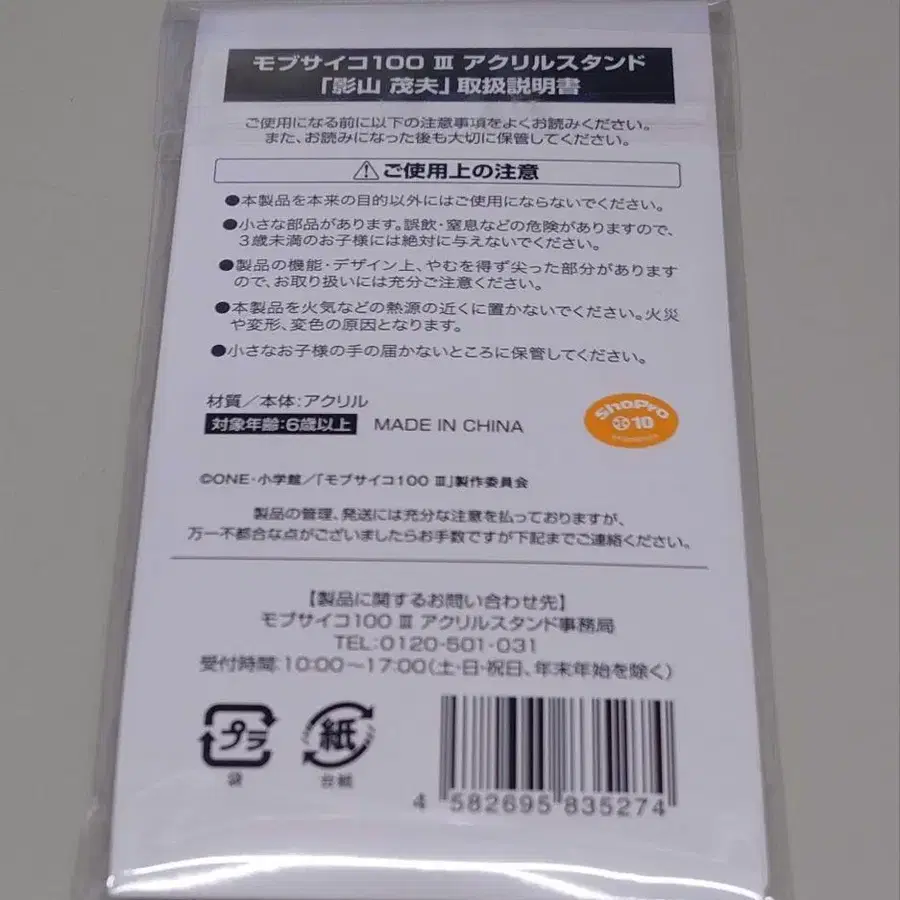 モブサイコ100 Ⅲ アクリルスタンド
「影山 茂夫」取扱説明書
ご使用になる前に以下の注意事項をよくお読みください。
また、お読みになった後も大切に保管してください。
⚠ご使用上の注意
●本製品を本来の目的以外にはご使用にならないでください。
●小さな部品があります。誤飲・窒息などの危険がありますので、
3歳未満のお子様には絶対に与えないでください。
●製品の機能・デザイン上、やむを得ず尖った部分があります
ので、お取り扱いには充分ご注意ください。
●本製品を火気などの熱源の近くに置かないでください。火災
や変形、変色の原因となります。
●小さなお子様の手の届かないところに保管してください。
材質／本体：アクリル
対象年齢：6歳以上 MADE IN CHINA
ShoPro
10
©ONE・小学館／「モブサイコ100 Ⅲ」製作委員会
製品の管理、発送には充分な注意を払っておりますが、
万一不都合な点がございましたらお手数ですが下記までご連絡ください。
【製品に関するお問い合わせ先】
モブサイコ100 Ⅲ アクリルスタンド事務局
TEL:0120-501-031
受付時間：10:00～17:00（土・日・祝日、年末年始を除く）
プラ 紙
袋 台紙
4 582695 835274